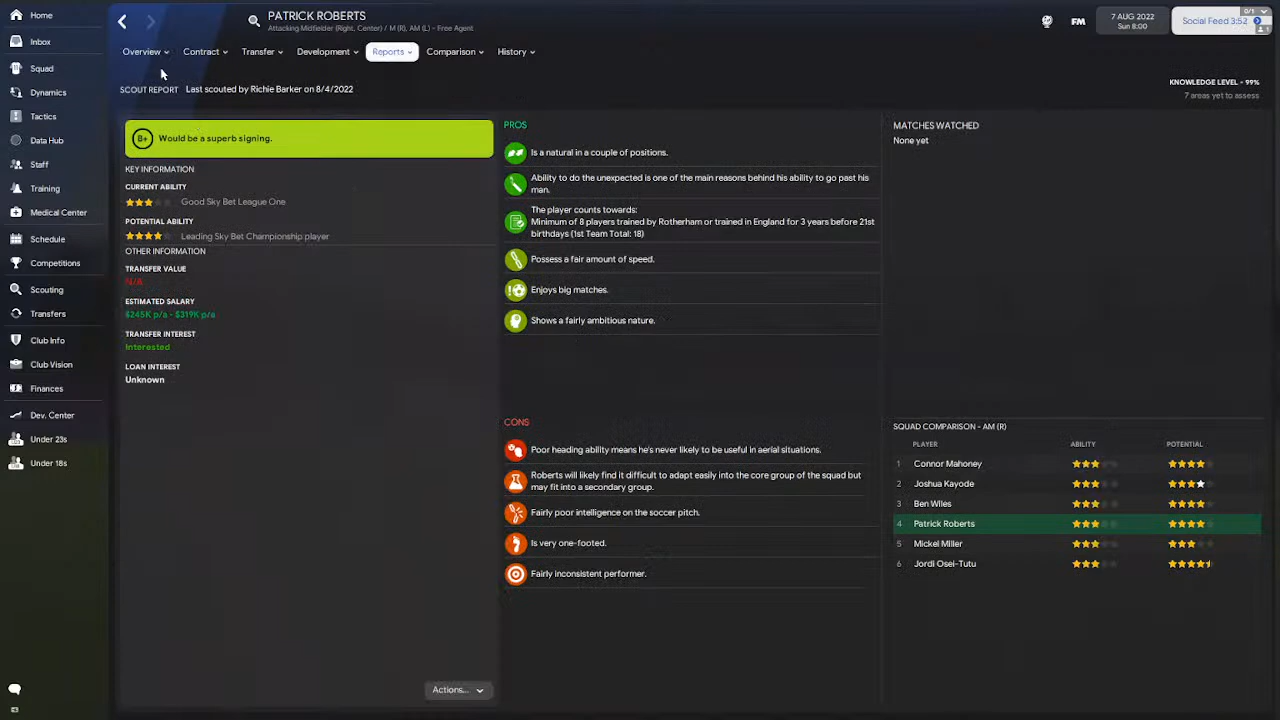 Home
Inbox
Squad
Dynamics
Tactics
Data Hub
Staff
Training
Medical Center
Schedule
Competitions
Scouting
Transfers
Club Info
Club Vision
Finances
Dev. Center
Under 23s
Under 18s
PATRICK ROBERTS
Attacking Midfielder (Right, Center) / M (R), AM (L) - Free Agent
FM
7 AUG 2022
Sun 8:00
Social Feed 3:52
0/1
1
Overview
Contract
Transfer
Development
Reports
Comparison
History
SCOUT REPORT
Last scouted by Richie Barker on 8/4/2022
KNOWLEDGE LEVEL - 99%
7 areas yet to assess
B+
Would be a superb signing.
KEY INFORMATION
CURRENT ABILITY
Good Sky Bet League One
POTENTIAL ABILITY
Leading Sky Bet Championship player
OTHER INFORMATION
TRANSFER VALUE
N/A
ESTIMATED SALARY
$245K p/a - $319K p/a
TRANSFER INTEREST
Interested
LOAN INTEREST
Unknown
Actions...
PROS
Is a natural in a couple of positions.
Ability to do the unexpected is one of the main reasons behind his ability to go past his
man.
The player counts towards:
Minimum of 8 players trained by Rotherham or trained in England for 3 years before 21st
birthdays (1st Team Total: 18)
Possess a fair amount of speed.
Enjoys big matches.
Shows a fairly ambitious nature.
CONS
Poor heading ability means he's never likely to be useful in aerial situations.
Roberts will likely find it difficult to adapt easily into the core group of the squad but
may fit into a secondary group.
Fairly poor intelligence on the soccer pitch.
Is very one-footed.
Fairly inconsistent performer.
MATCHES WATCHED
None yet
SQUAD COMPARISON - AM (R)
PLAYER ABILITY POTENTIAL
1 Connor Mahoney
2 Joshua Kayode
3 Ben Wiles
4 Patrick Roberts
5 Mickel Miller
6 Jordi Osei-Tutu